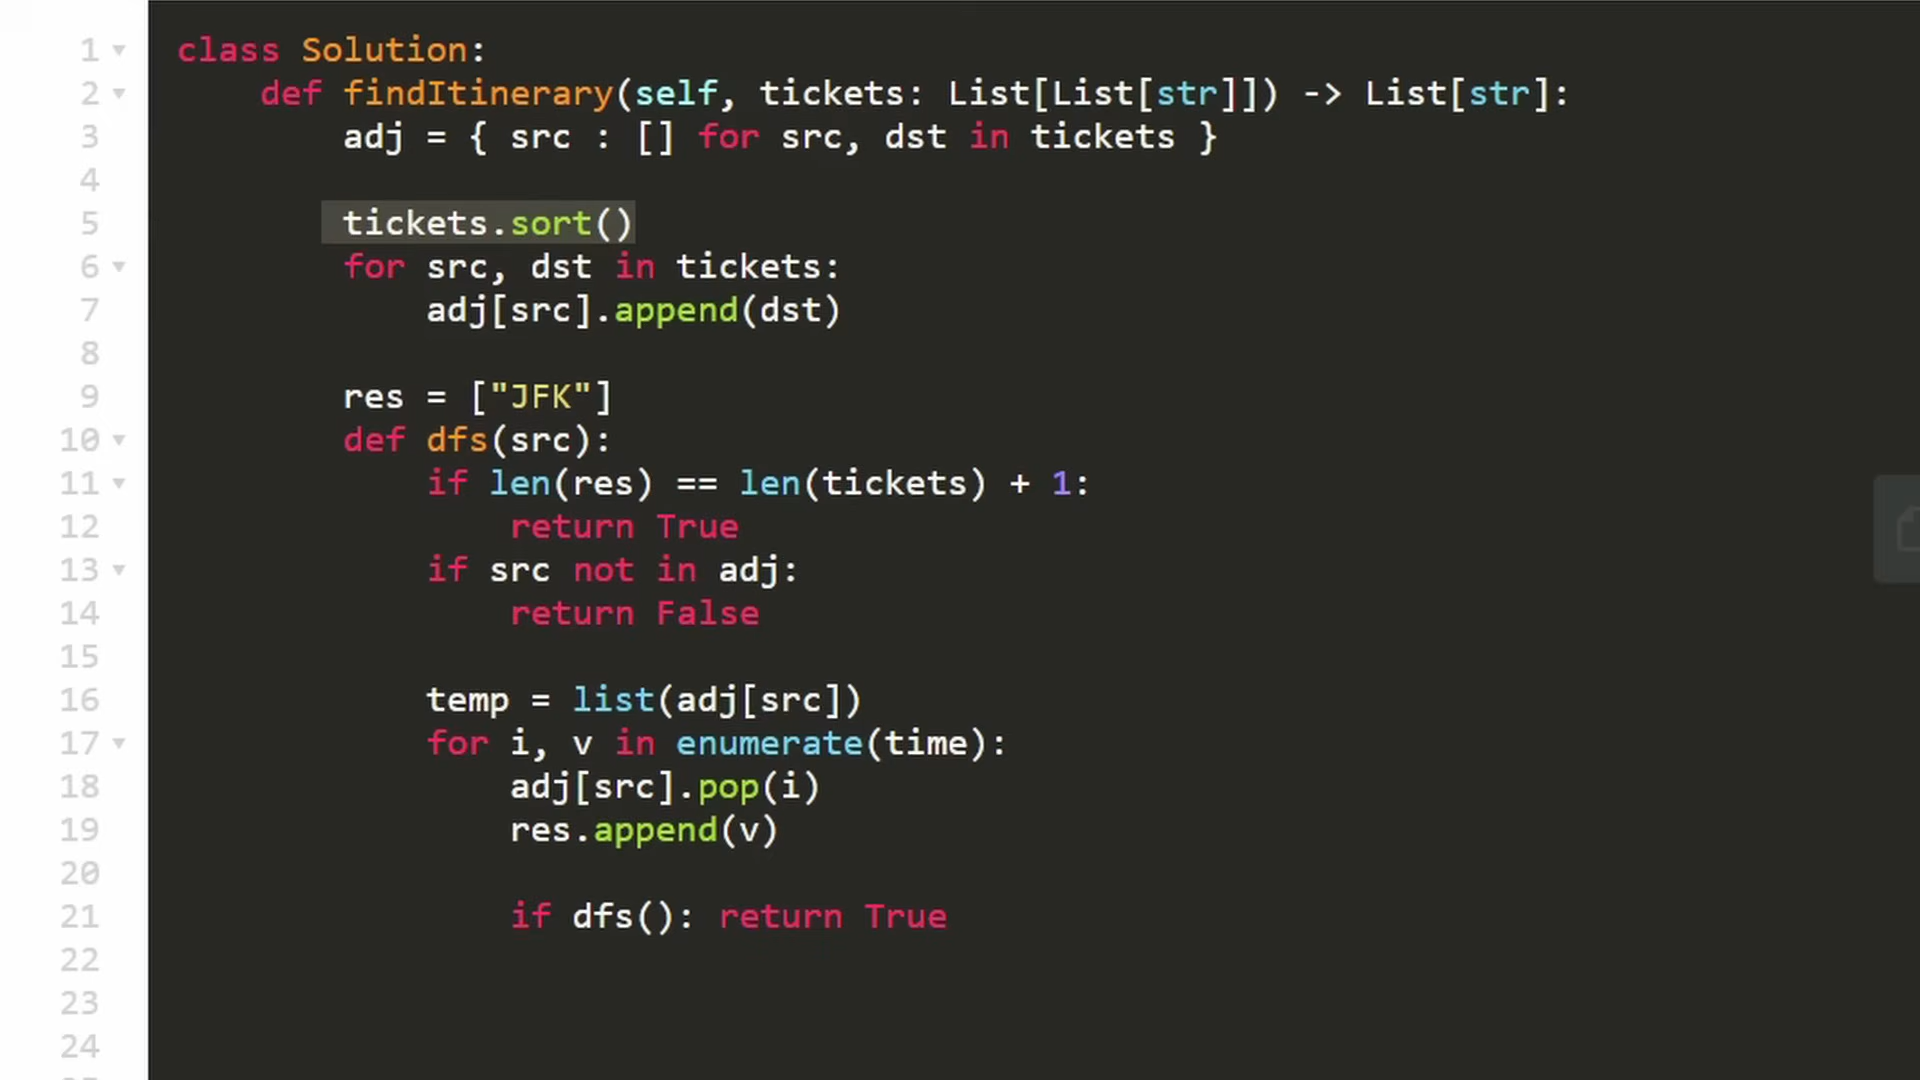 1 class Solution:
2 def findItinerary(self, tickets: List[List[str]]) -> List[str]:
3 adj = { src : [] for src, dst in tickets }
4
5 tickets.sort()
6 for src, dst in tickets:
7 adj[src].append(dst)
8
9 res = ["JFK"]
10 def dfs(src):
11 if len(res) == len(tickets) + 1:
12 return True
13 if src not in adj:
14 return False
15
16 temp = list(adj[src])
17 for i, v in enumerate(time):
18 adj[src].pop(i)
19 res.append(v)
20
21 if dfs(): return True
22
23
24